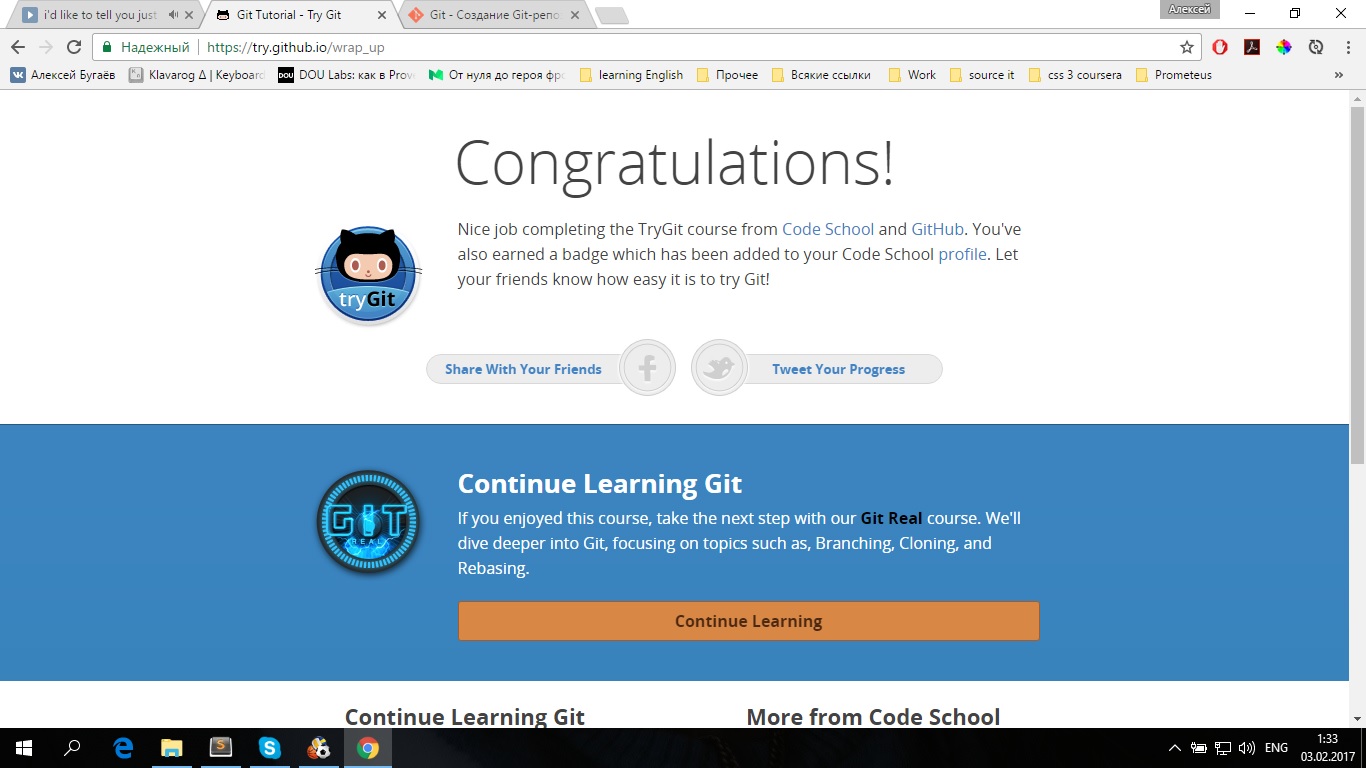 i'd like to tell you just
Git Tutorial - Try Git
Git - Создание Git-репо
Алексей
Надежный
https://try.github.io/wrap_up
Алексей Бугаёв
Klavarog Δ | Keyboard
DOU
DOU Labs: как в Prov
От нуля до героя фро
learning English
Прочее
Всякие ссылки
Work
source it
css 3 coursera
Prometeus
Congratulations!
Nice job completing the TryGit course from Code School and GitHub. You've
also earned a badge which has been added to your Code School profile. Let
your friends know how easy it is to try Git!
tryGit
Share With Your Friends
Tweet Your Progress
GIT
REAL
Continue Learning Git
If you enjoyed this course, take the next step with our Git Real course. We'll
dive deeper into Git, focusing on topics such as, Branching, Cloning, and
Rebasing.
Continue Learning
Continue Learning Git
More from Code School
ENG
1:33
03.02.2017